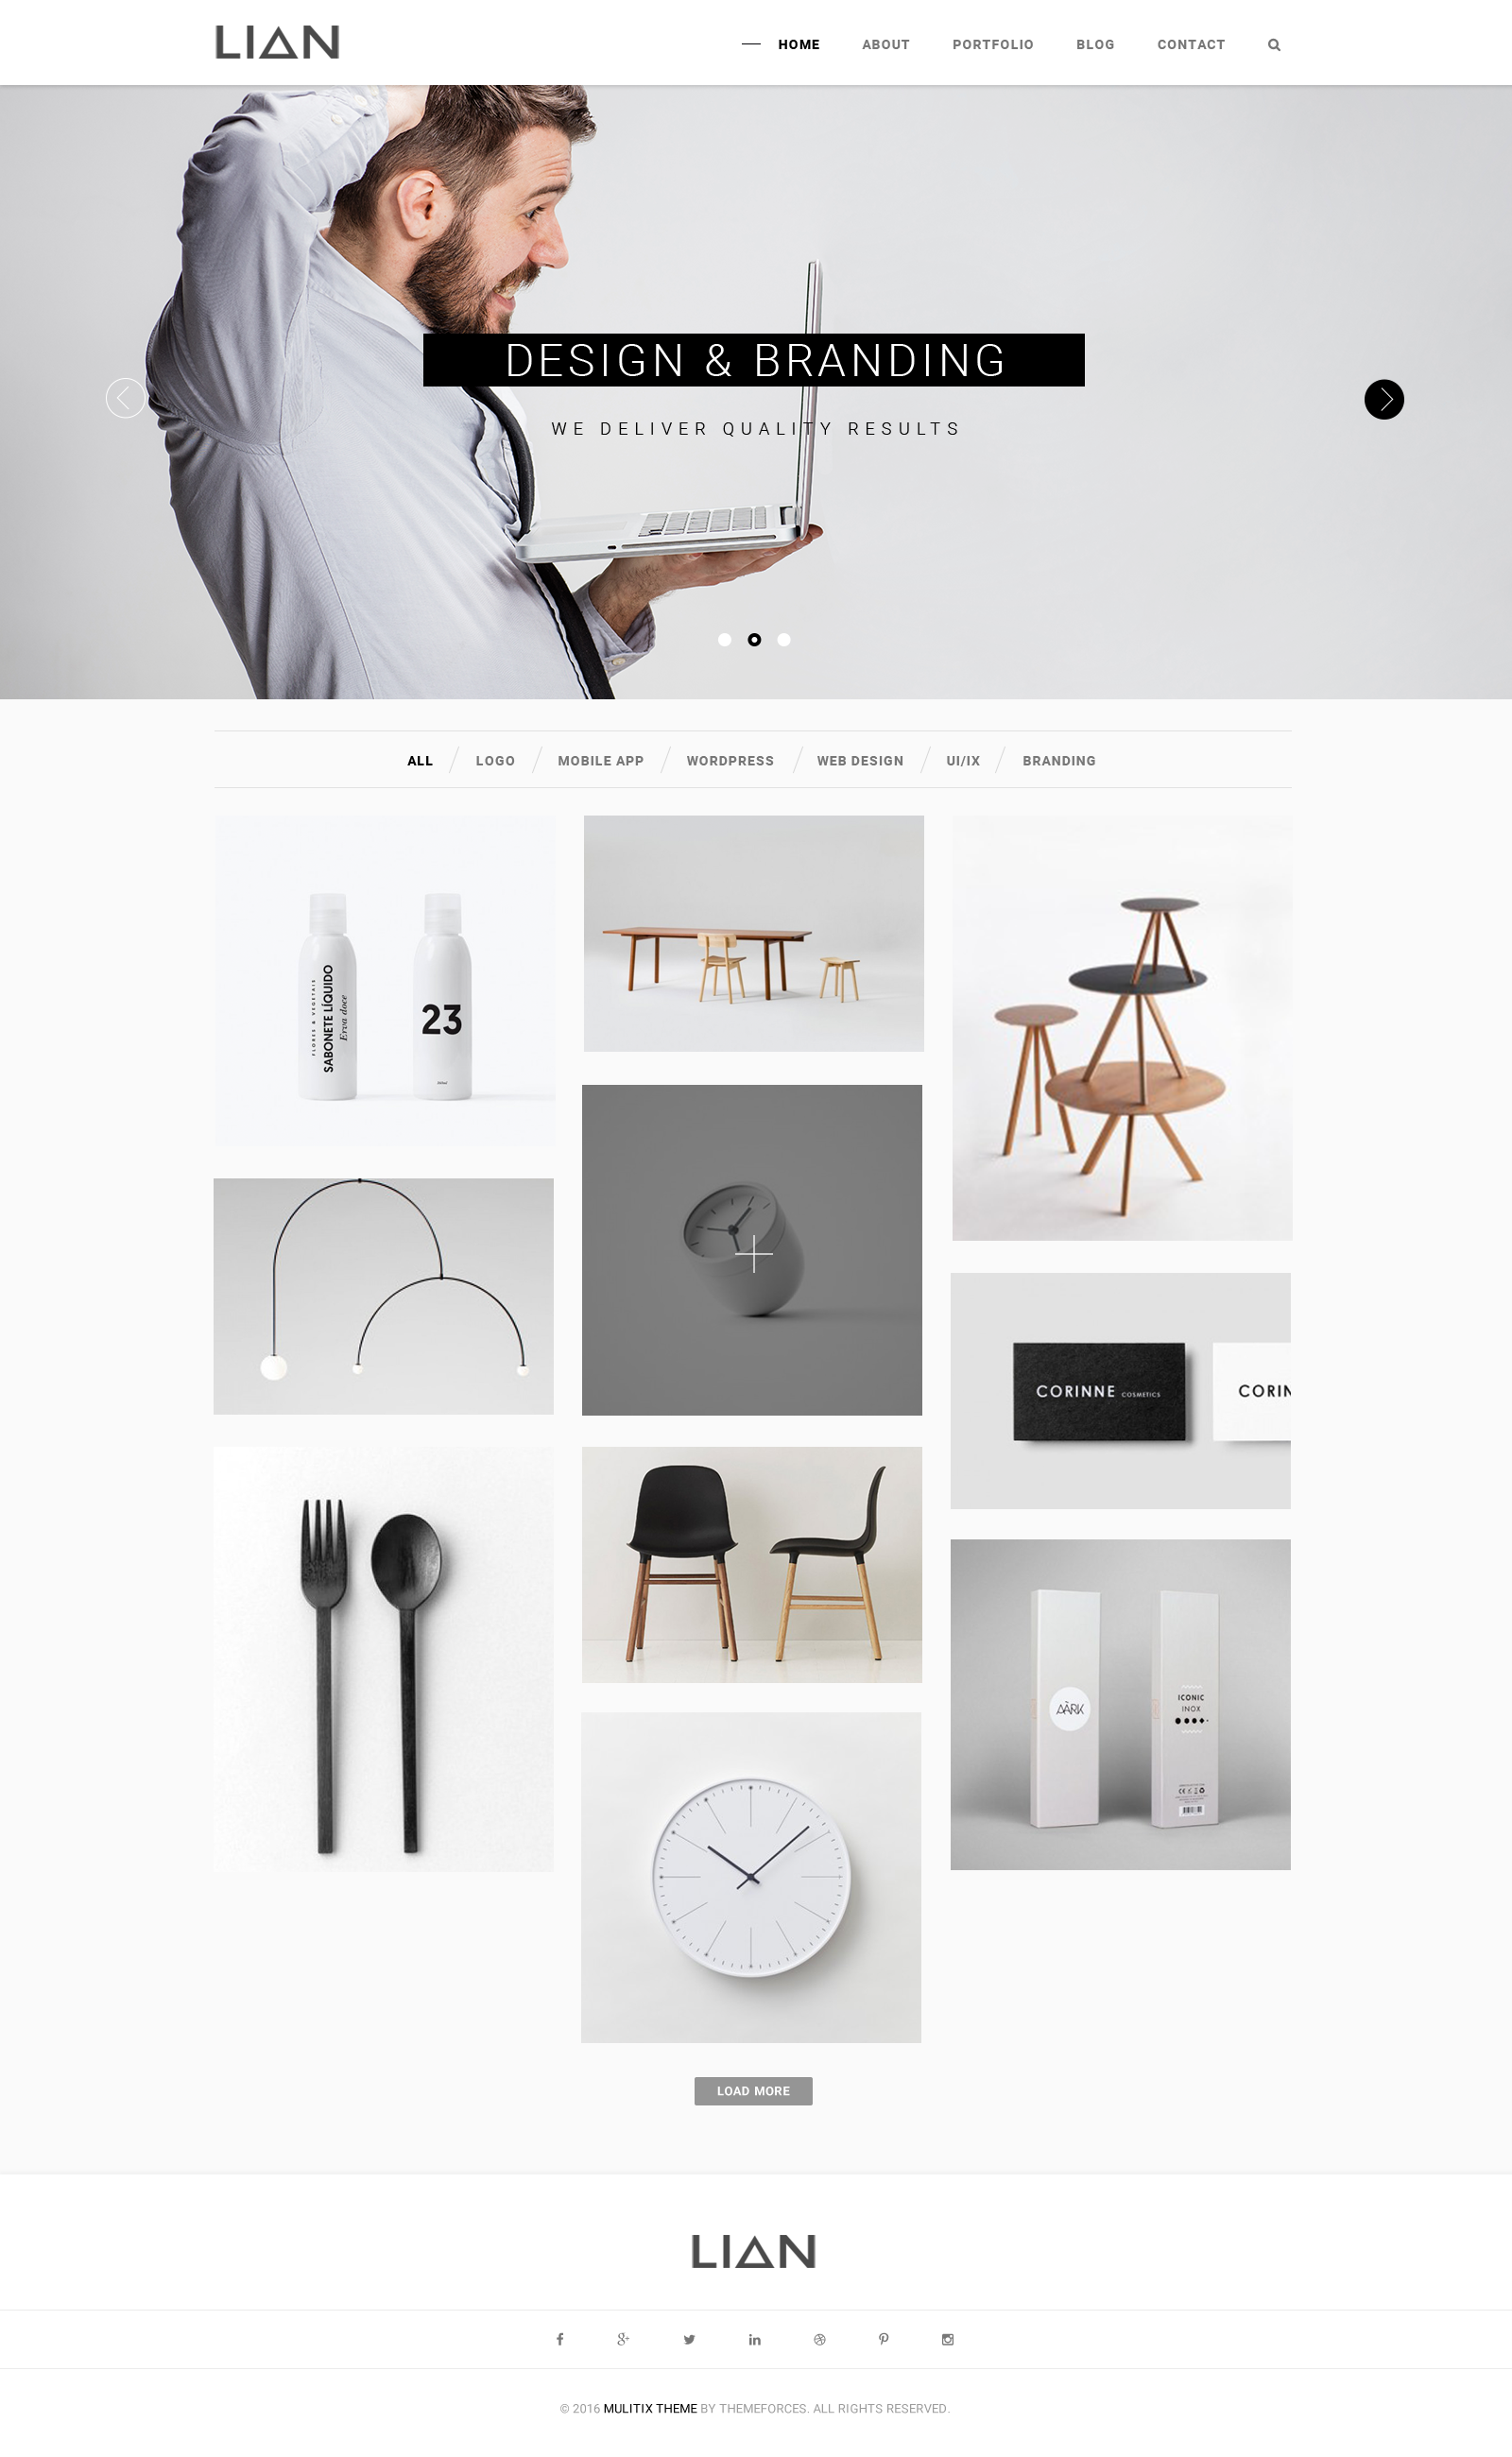 LIAN
HOME ABOUT PORTFOLIO BLOG CONTACT
DESIGN & BRANDING
WE DELIVER QUALITY RESULTS
ALL LOGO MOBILE APP WORDPRESS WEB DESIGN UI/IX BRANDING
FLORES & VEGETAIS
SABONETE LÍQUIDO
Erva doce
23
CORINNE COSMETICS
CORIN
AÀRK
ICONIC
INOX
LOAD MORE
LIAN
© 2016 MULITIX THEME BY THEMEFORCES. ALL RIGHTS RESERVED.